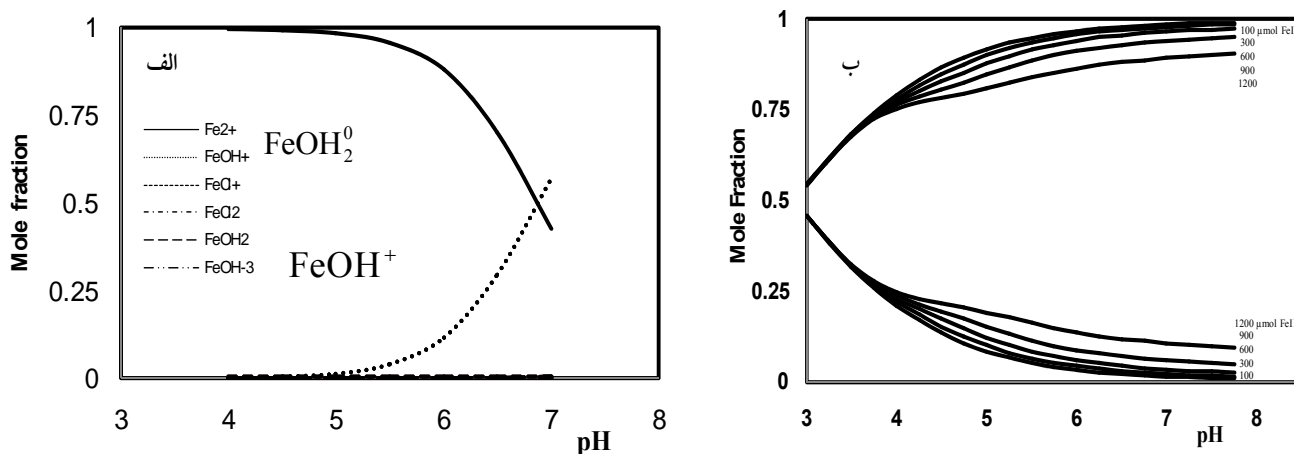 الف
Mole fraction
1
0.75
0.5
0.25
0
Fe2+
FeOH+
FeCl+
FeCl2
FeOH2
FeOH-3
FeOH₂⁰
FeOH⁺
3 4 5 6 7 8
pH
ب
Mole Fraction
1
0.75
0.5
0.25
0
100 µmol FeI
300
600
900
1200
1200 µmol FeI
900
600
300
100
3 4 5 6 7 8
pH